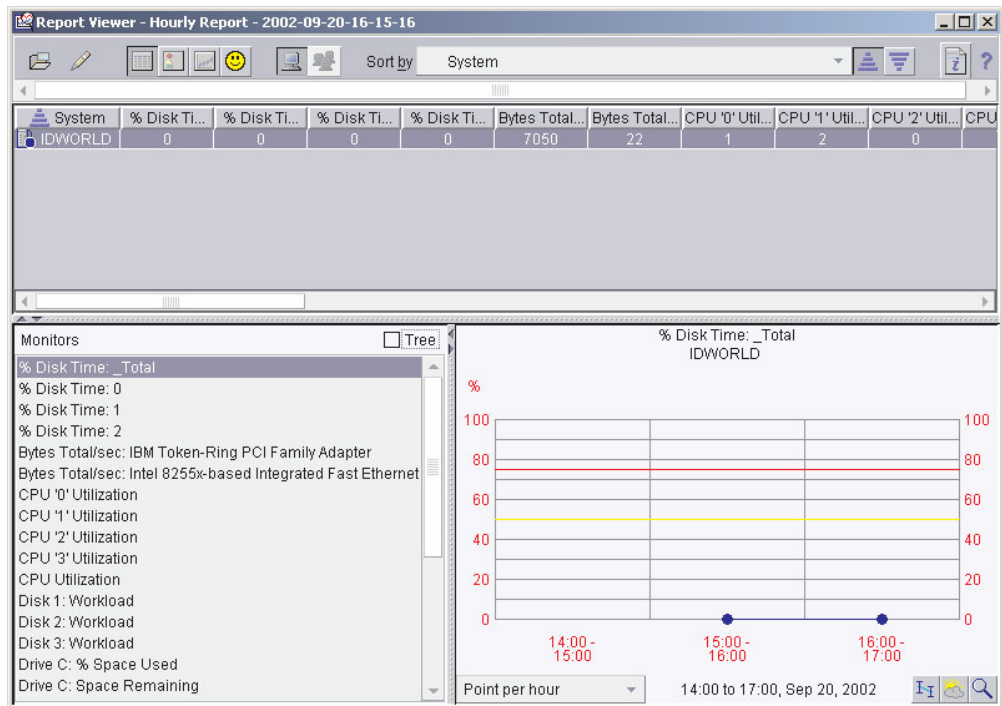 Report Viewer - Hourly Report - 2002-09-20-16-15-16
Sort by System
i ?
System % Disk Ti... % Disk Ti... % Disk Ti... % Disk Ti... Bytes Total... Bytes Total... CPU '0' Util... CPU '1' Util... CPU '2' Util... CPU
IDWORLD 0 0 0 0 7050 22 1 2 0
Monitors Tree
% Disk Time: _Total
% Disk Time: 0
% Disk Time: 1
% Disk Time: 2
Bytes Total/sec: IBM Token-Ring PCI Family Adapter
Bytes Total/sec: Intel 8255x-based Integrated Fast Ethernet
CPU '0' Utilization
CPU '1' Utilization
CPU '2' Utilization
CPU '3' Utilization
CPU Utilization
Disk 1: Workload
Disk 2: Workload
Disk 3: Workload
Drive C: % Space Used
Drive C: Space Remaining
% Disk Time: _Total
IDWORLD
%
100 100
80 80
60 60
40 40
20 20
0 0
14:00 - 15:00 - 16:00 -
15:00 16:00 17:00
Point per hour 14:00 to 17:00, Sep 20, 2002